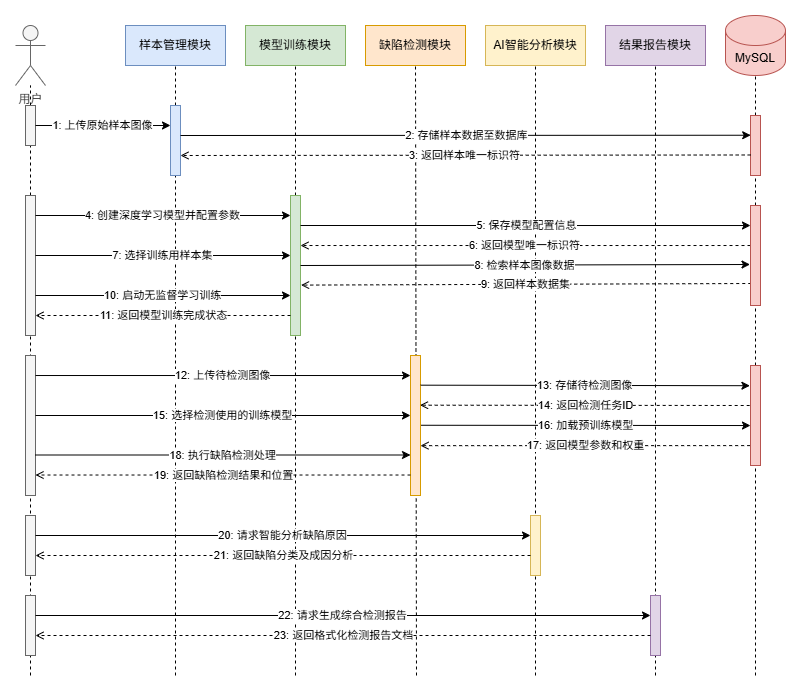 样本管理模块
模型训练模块
缺陷检测模块
AI智能分析模块
结果报告模块
MySQL
用户
1: 上传原始样本图像
2: 存储样本数据至数据库
3: 返回样本唯一标识符
4: 创建深度学习模型并配置参数
5: 保存模型配置信息
6: 返回模型唯一标识符
7: 选择训练用样本集
8: 检索样本图像数据
9: 返回样本数据集
10: 启动无监督学习训练
11: 返回模型训练完成状态
12: 上传待检测图像
13: 存储待检测图像
14: 返回检测任务ID
15: 选择检测使用的训练模型
16: 加载预训练模型
17: 返回模型参数和权重
18: 执行缺陷检测处理
19: 返回缺陷检测结果和位置
20: 请求智能分析缺陷原因
21: 返回缺陷分类及成因分析
22: 请求生成综合检测报告
23: 返回格式化检测报告文档